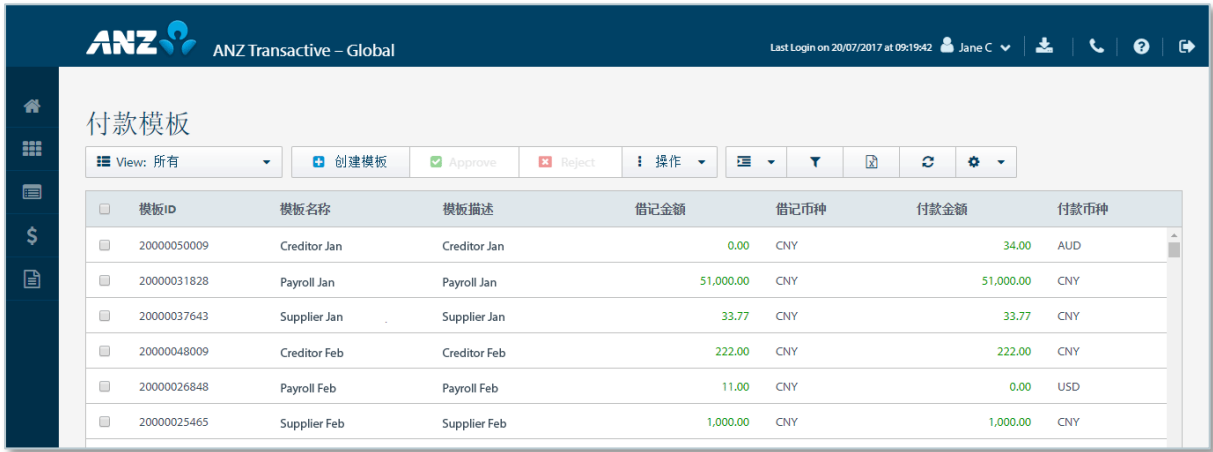 ANZ ANZ Transactive – Global Last Login on 20/07/2017 at 09:19:42 Jane C
付款模板
View: 所有 创建模板 Approve Reject 操作
模板ID 模板名称 模板描述 借记金额 借记币种 付款金额 付款币种
20000050009 Creditor Jan Creditor Jan 0.00 CNY 34.00 AUD
20000031828 Payroll Jan Payroll Jan 51,000.00 CNY 51,000.00 CNY
20000037643 Supplier Jan Supplier Jan 33.77 CNY 33.77 CNY
20000048009 Creditor Feb Creditor Feb 222.00 CNY 222.00 CNY
20000026848 Payroll Feb Payroll Feb 11.00 CNY 0.00 USD
20000025465 Supplier Feb Supplier Feb 1,000.00 CNY 1,000.00 CNY